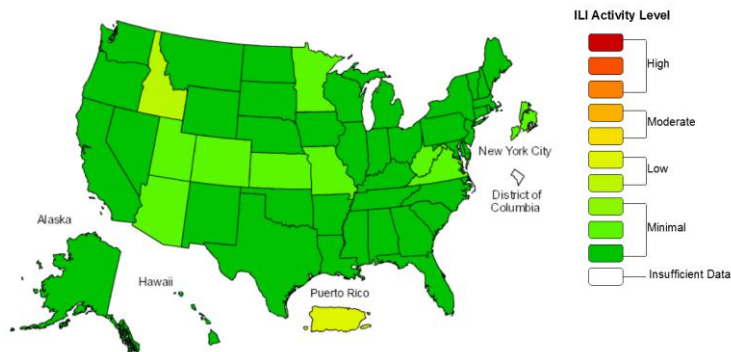 ILI Activity Level
High
Moderate
Low
Minimal
Insufficient Data
New York City
District of
Columbia
Alaska
Hawaii
Puerto Rico